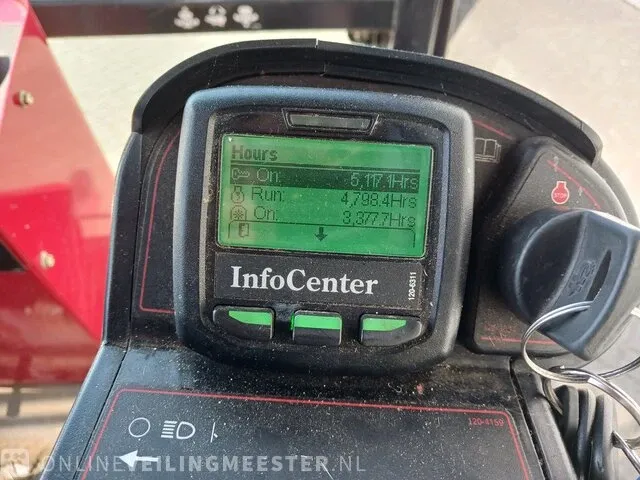 Hours
On: 5,117.1Hrs
Run: 4,798.4Hrs
On: 3,377.7Hrs
InfoCenter
120-6311
120-4159
ONLINEVEILINGMEESTER.NL